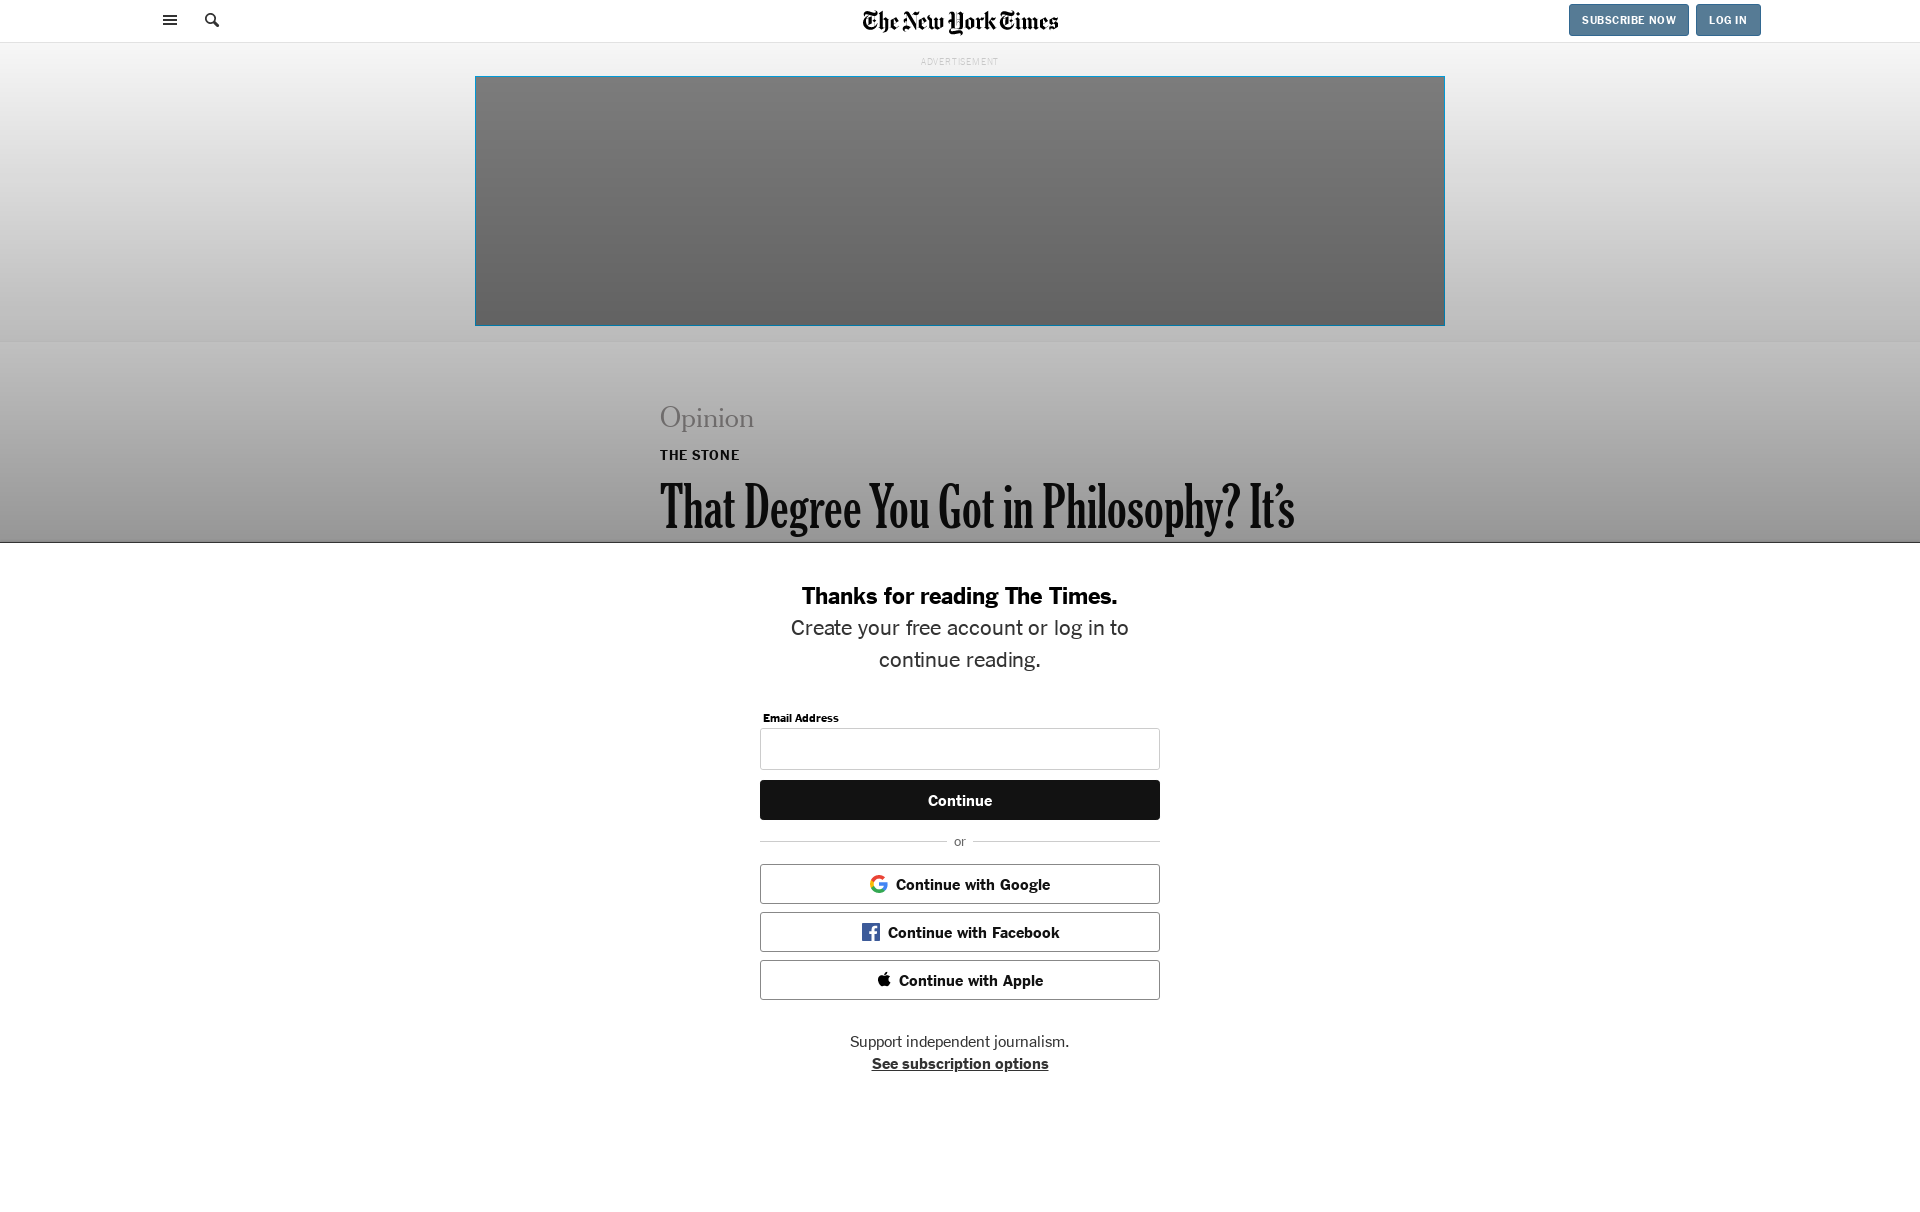 The New York Times
SUBSCRIBE NOW
LOG IN
ADVERTISEMENT
Opinion
THE STONE
That Degree You Got in Philosophy? It’s
Thanks for reading The Times.
Create your free account or log in to
continue reading.
Email Address
Continue
or
Continue with Google
Continue with Facebook
Continue with Apple
Support independent journalism.
See subscription options